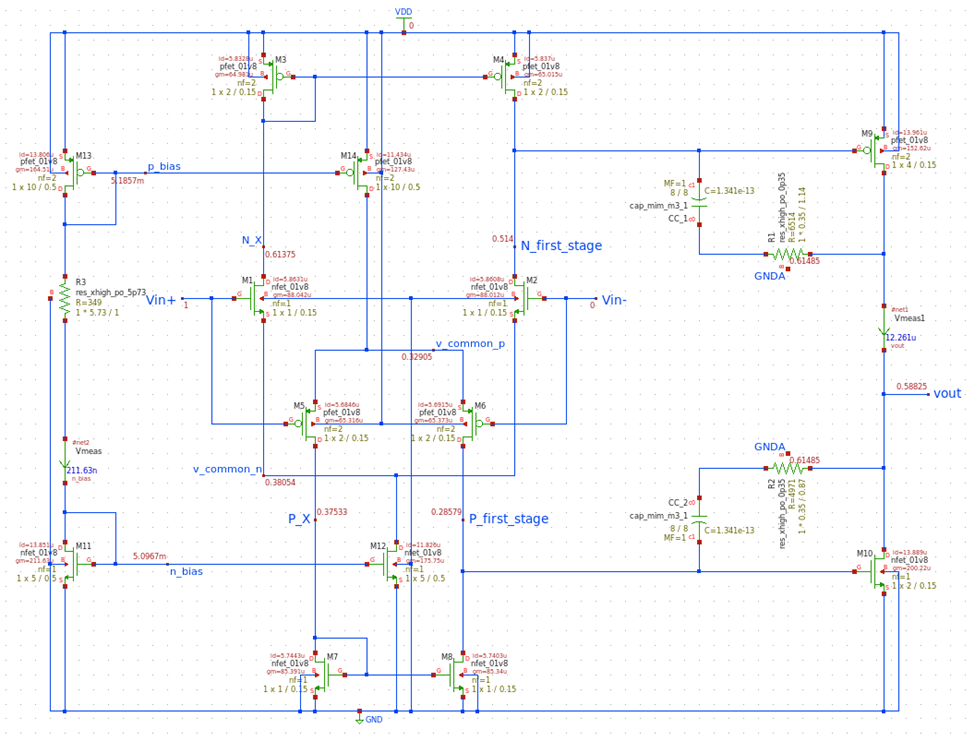 VDD
0
id=5.8328u
M3
pfet_01v8
nf=2
1 x 2 / 0.15
M4
id=5.837u
pfet_01v8
gm=65.015u
nf=2
1 x 2 / 0.15
id=13.806u
M13
pfet_01v8
gm=164.51u
nf=2
1 x 10 / 0.5
p_bias
5.1857m
M14
id=11.434u
pfet_01v8
gm=127.43u
nf=2
1 x 10 / 0.5
M9
id=13.961u
pfet_01v8
gm=152.62u
nf=2
1 x 4 / 0.15
MF=1
8 / 8
C=1.341e-13
cap_mim_m3_1
CC_1
R1
res_xhigh_po_0p35
R=6514
1 * 0.35 / 1.14
0.61485
GNDA
N_X
0.61375
0.514
N_first_stage
R3
res_xhigh_po_5p73
R=349
1 * 5.73 / 1
Vin+
1
M1
id=5.8631u
nfet_01v8
gm=88.042u
nf=1
1 x 1 / 0.15
M2
id=5.8608u
nfet_01v8
gm=88.012u
nf=1
1 x 1 / 0.15
Vin-
0
v_common_p
0.32905
#net1
Vmeas1
12.261u
vout
0.58825
vout
M5
id=5.6846u
pfet_01v8
gm=65.316u
nf=2
1 x 2 / 0.15
M6
id=5.6915u
pfet_01v8
gm=65.373u
nf=2
1 x 2 / 0.15
#net2
Vmeas
211.63n
n_bias
v_common_n
0.38054
GNDA
0.61485
R2
res_xhigh_po_0p35
R=4971
1 * 0.35 / 0.87
CC_2
cap_mim_m3_1
8 / 8
MF=1
C=1.341e-13
P_X
0.37533
0.28579
P_first_stage
id=13.851u
M11
nfet_01v8
nf=1
1 x 5 / 0.5
5.0967m
n_bias
id=11.826u
M12
nfet_01v8
gm=175.75u
nf=1
1 x 5 / 0.5
M10
id=13.889u
nfet_01v8
gm=200.22u
nf=1
1 x 2 / 0.15
id=5.7443u
M7
nfet_01v8
gm=85.391u
nf=1
1 x 1 / 0.15
M8
id=5.7403u
nfet_01v8
gm=85.34u
nf=1
1 x 1 / 0.15
GND